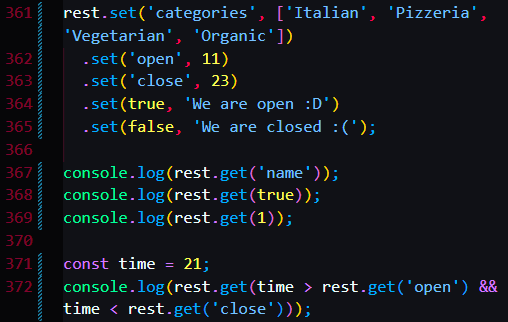 361 rest.set('categories', ['Italian', 'Pizzeria',
'Vegetarian', 'Organic'])
362 .set('open', 11)
363 .set('close', 23)
364 .set(true, 'We are open :D')
365 .set(false, 'We are closed :(');
366
367 console.log(rest.get('name'));
368 console.log(rest.get(true));
369 console.log(rest.get(1));
370
371 const time = 21;
372 console.log(rest.get(time > rest.get('open') &&
time < rest.get('close')));